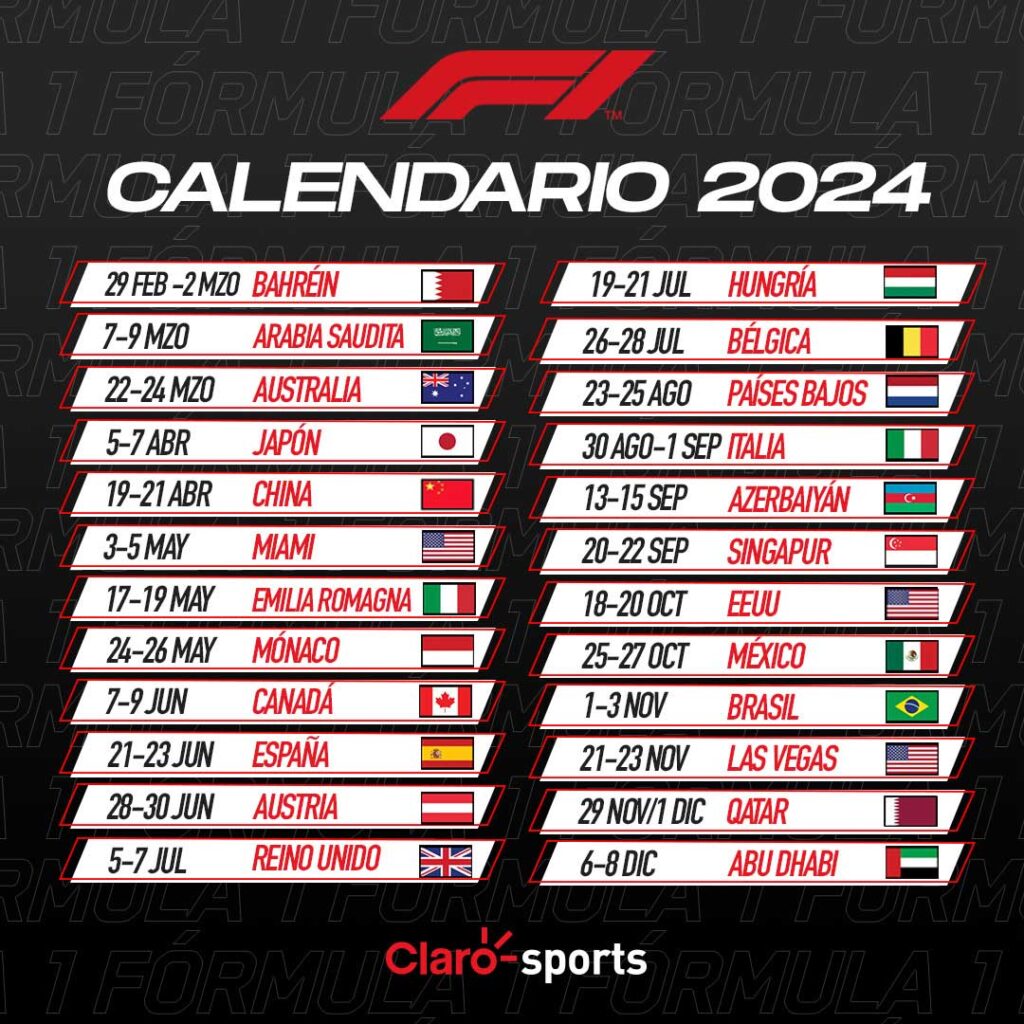 F1 TM
CALENDARIO 2024
29 FEB -2 MZO BAHRÉIN
7-9 MZO ARABIA SAUDITA
22-24 MZO AUSTRALIA
5-7 ABR JAPÓN
19-21 ABR CHINA
3-5 MAY MIAMI
17-19 MAY EMILIA ROMAGNA
24-26 MAY MÓNACO
7-9 JUN CANADÁ
21-23 JUN ESPAÑA
28-30 JUN AUSTRIA
5-7 JUL REINO UNIDO
19-21 JUL HUNGRÍA
26-28 JUL BÉLGICA
23-25 AGO PAÍSES BAJOS
30 AGO-1 SEP ITALIA
13-15 SEP AZERBAIYÁN
20-22 SEP SINGAPUR
18-20 OCT EEUU
25-27 OCT MÉXICO
1-3 NOV BRASIL
21-23 NOV LAS VEGAS
29 NOV/1 DIC QATAR
6-8 DIC ABU DHABI
Claro-sports